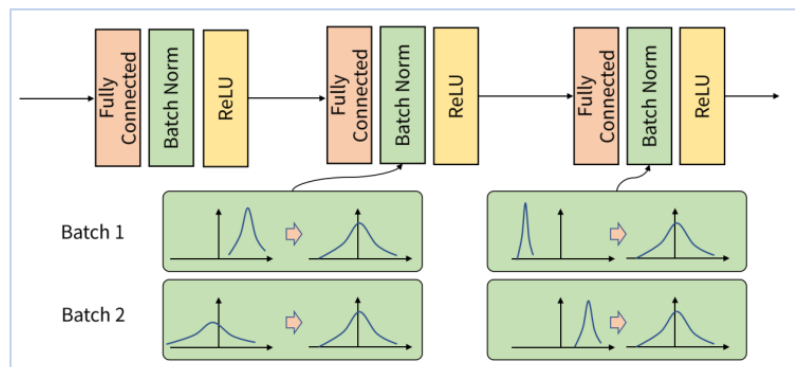 Fully
Connected
Batch Norm
ReLU
Fully
Connected
Batch Norm
ReLU
Fully
Connected
Batch Norm
ReLU
Batch 1
Batch 2